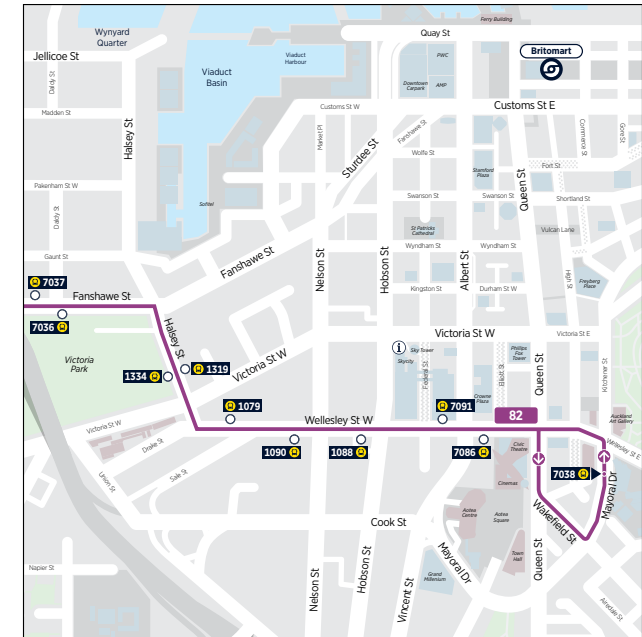 Ferry Building
Wynyard
Quarter
Quay St
Jellicoe St
Viaduct
Harbour
PWC
Britomart
Daldy St
Viaduct
Basin
Downtown
Carpark
AMP
Madden St
Customs St W
Customs St E
Halsey St
Market Pl
Sturdee St
Fanshawe St
Commerce St
Gore St
Wolfe St
Fort St
Stamford
Plaza
Queen St
Pakenham St W
Swanson St
Swanson St
Shortland St
Daldy St
Sofitel
St Patricks
Cathedral
Vulcan Lane
Gaunt St
Fanshawe St
Nelson St
Hobson St
Wyndham St
Albert St
Wyndham St
High St
7037
Kingston St
Durham St W
Freyberg
Place
Fanshawe St
7036
Halsey St
Victoria St W
Victoria St E
Victoria
Park
1334
1319
Victoria St W
Sky Tower
Skycity
Federal St
Phillips
Fox
Tower
Elliott St
Queen St
Kitchener St
Crowne
Plaza
1079
7091
82
Auckland
Art Gallery
Victoria St W
Wellesley St W
Wellesley St E
Drake St
1090
1088
7086
Civic
Theatre
Union St
Sale St
Cinemas
7038
Mayoral Dr
Aotea
Centre
Aotea
Square
Wakefield St
Cook St
Mayoral Dr
Town
Hall
Queen St
Napier St
Nelson St
Hobson St
Vincent St
Grand
Millenium
Airedale St